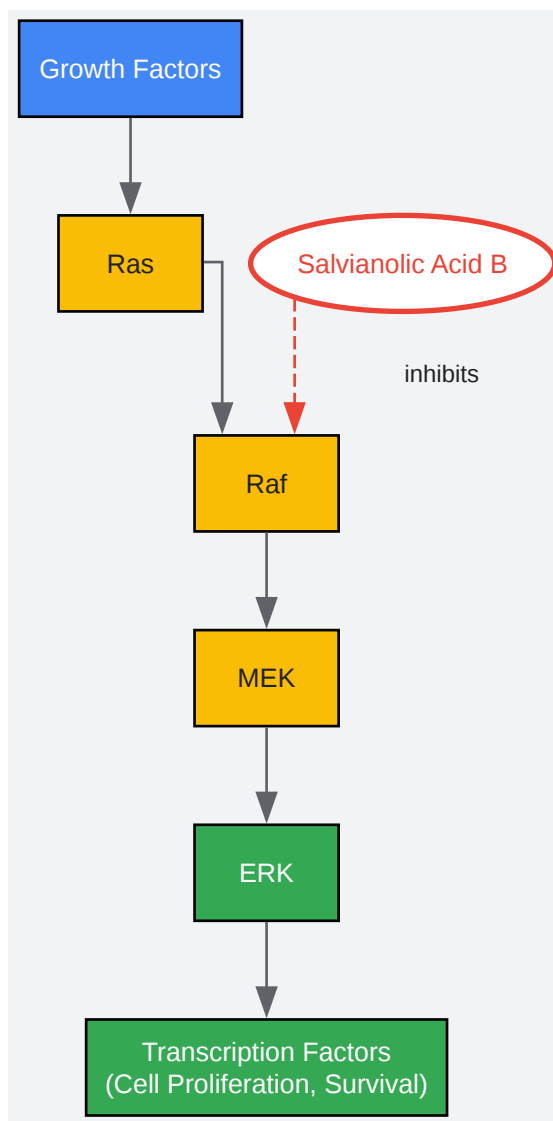 Growth Factors
Ras
Salvianolic Acid B
inhibits
Raf
MEK
ERK
Transcription Factors
(Cell Proliferation, Survival)